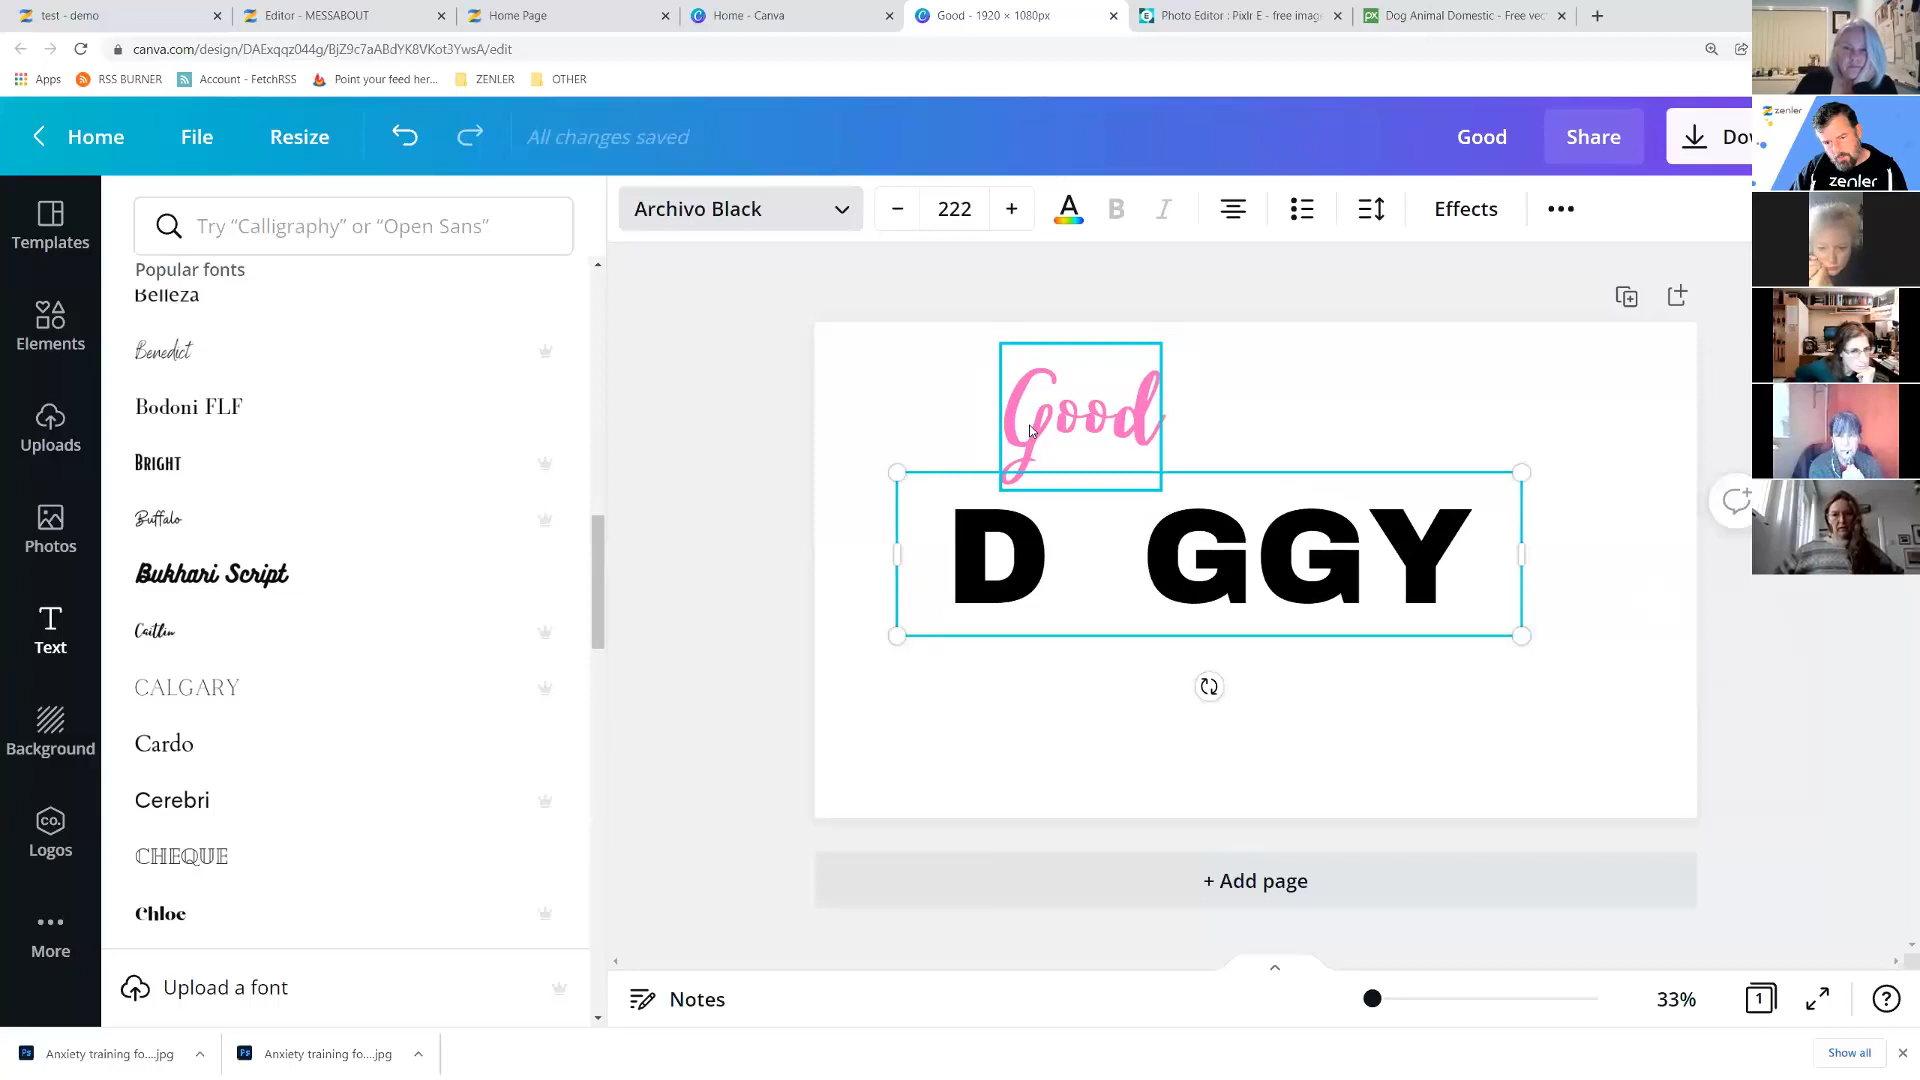 test - demo
Editor - MESSABOUT
Home Page
Home - Canva
Good - 1920 × 1080px
Photo Editor : Pixlr E - free imag
Dog Animal Domestic - Free vec
canva.com/design/DAExqqz044g/BjZ9c7aABdYK8VKot3YwsA/edit
Apps
RSS BURNER
Account - FetchRSS
Point your feed her...
ZENLER
OTHER
Home
File
Resize
All changes saved
Good
Share
Dow
zenler
zenler
Templates
Elements
Uploads
Photos
Text
Background
CO.
Logos
More
Try “Calligraphy” or “Open Sans”
Popular fonts
Belleza
Benedict
Bodoni FLF
BRIGHT
Buffalo
Bukhari Script
Caitlin
CALGARY
Cardo
Cerebri
CHEQUE
Chloe
Upload a font
Archivo Black
222
A
B
I
Effects
Good
D GGY
+ Add page
Notes
33%
1
Anxiety training fo....jpg
Anxiety training fo....jpg
Show all